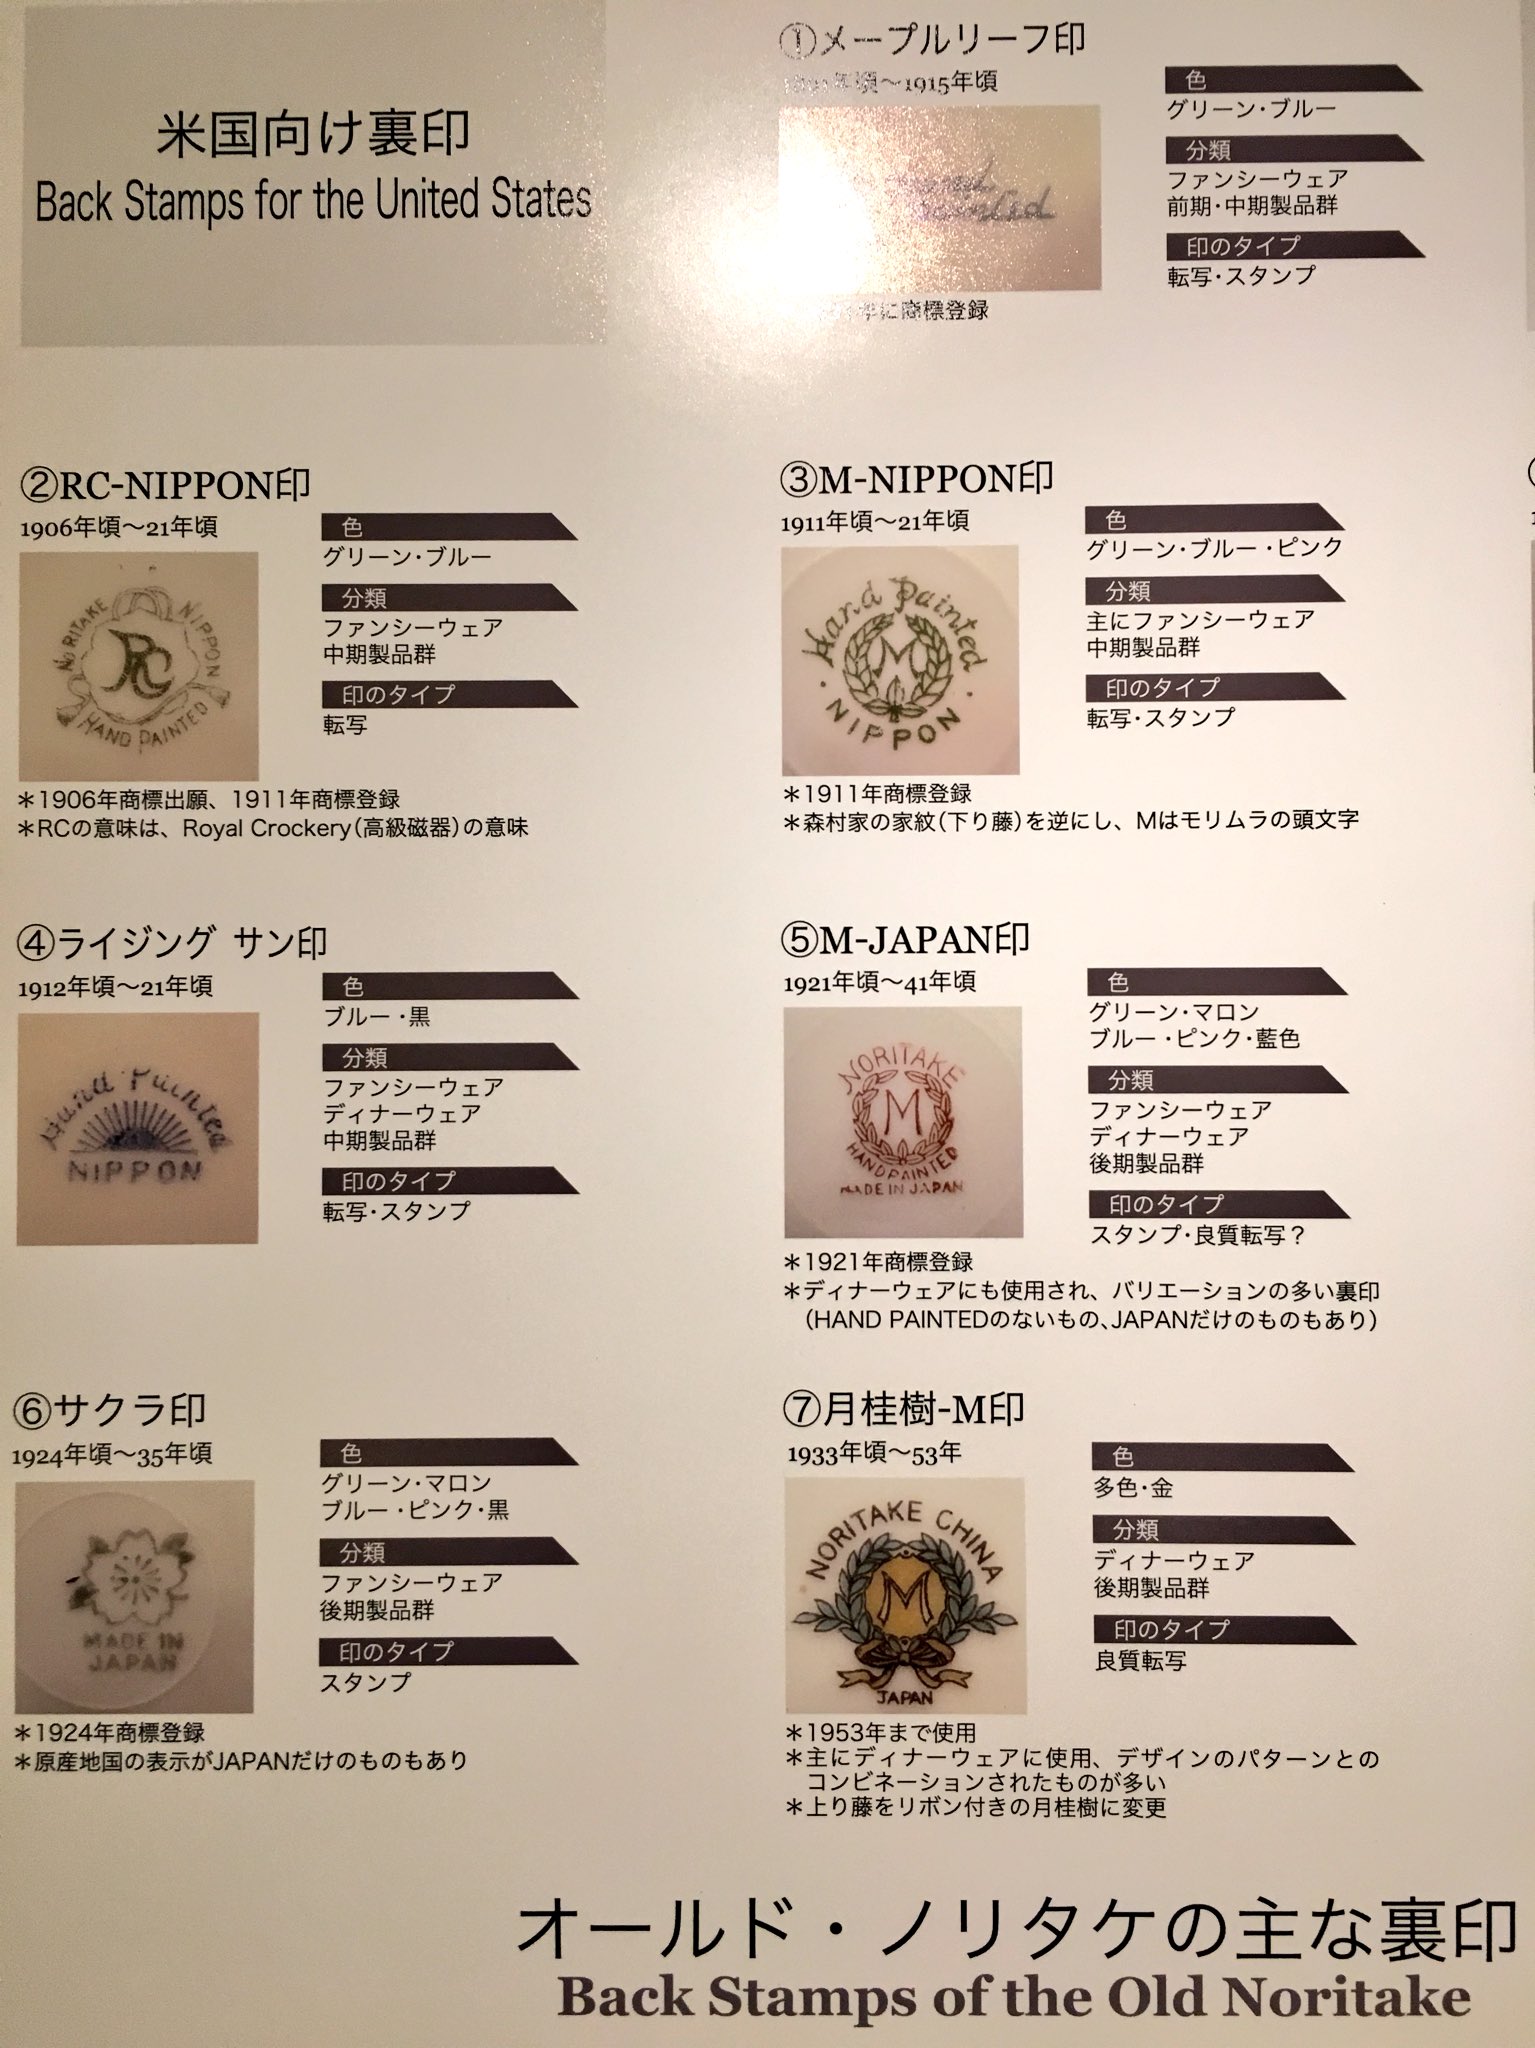 米国向け裏印
Back Stamps for the United States
①メープルリーフ印
年頃～1915年頃
Painted
年に商標登録
色
グリーン・ブルー
分類
ファンシーウェア
前期・中期製品群
印のタイプ
転写・スタンプ
②RC-NIPPON印
1906年頃～21年頃
NORITAKE NIPPON
RC
HAND PAINTED
色
グリーン・ブルー
分類
ファンシーウェア
中期製品群
印のタイプ
転写
＊1906年商標出願、1911年商標登録
＊RCの意味は、Royal Crockery（高級磁器）の意味
③M-NIPPON印
1911年頃～21年頃
Hand Painted
M
・NIPPON・
色
グリーン・ブルー・ピンク
分類
主にファンシーウェア
中期製品群
印のタイプ
転写・スタンプ
＊1911年商標登録
＊森村家の家紋（下り藤）を逆にし、Mはモリムラの頭文字
④ライジング サン印
1912年頃～21年頃
Hand Painted
NIPPON
色
ブルー・黒
分類
ファンシーウェア
ディナーウェア
中期製品群
印のタイプ
転写・スタンプ
⑤M-JAPAN印
1921年頃～41年頃
NORITAKE
M
HANDPAINTED
MADE IN JAPAN
色
グリーン・マロン
ブルー・ピンク・藍色
分類
ファンシーウェア
ディナーウェア
後期製品群
印のタイプ
スタンプ・良質転写？
＊1921年商標登録
＊ディナーウェアにも使用され、バリエーションの多い裏印
（HAND PAINTEDのないもの、JAPANだけのものもあり）
⑥サクラ印
1924年頃～35年頃
MADE IN
JAPAN
色
グリーン・マロン
ブルー・ピンク・黒
分類
ファンシーウェア
後期製品群
印のタイプ
スタンプ
＊1924年商標登録
＊原産地国の表示がJAPANだけのものもあり
⑦月桂樹-M印
1933年頃～53年
NORITAKE CHINA
M
JAPAN
色
多色・金
分類
ディナーウェア
後期製品群
印のタイプ
良質転写
＊1953年まで使用
＊主にディナーウェアに使用、デザインのパターンとの
コンビネーションされたものが多い
＊上り藤をリボン付きの月桂樹に変更
オールド・ノリタケの主な裏印
Back Stamps of the Old Noritake